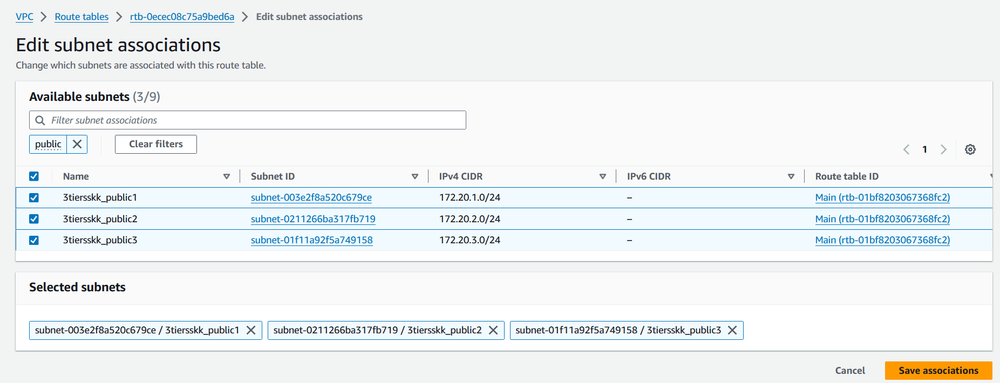 VPC > Route tables > rtb-0ecec08c75a9bed6a > Edit subnet associations
Edit subnet associations
Change which subnets are associated with this route table.
Available subnets (3/9)
Filter subnet associations
public Clear filters
1
Name Subnet ID IPv4 CIDR IPv6 CIDR Route table ID
3tiersskk_public1 subnet-003e2f8a520c679ce 172.20.1.0/24 – Main (rtb-01bf8203067368fc2)
3tiersskk_public2 subnet-0211266ba317fb719 172.20.2.0/24 – Main (rtb-01bf8203067368fc2)
3tiersskk_public3 subnet-01f11a92f5a749158 172.20.3.0/24 – Main (rtb-01bf8203067368fc2)
Selected subnets
subnet-003e2f8a520c679ce / 3tiersskk_public1 subnet-0211266ba317fb719 / 3tiersskk_public2 subnet-01f11a92f5a749158 / 3tiersskk_public3
Cancel Save associations